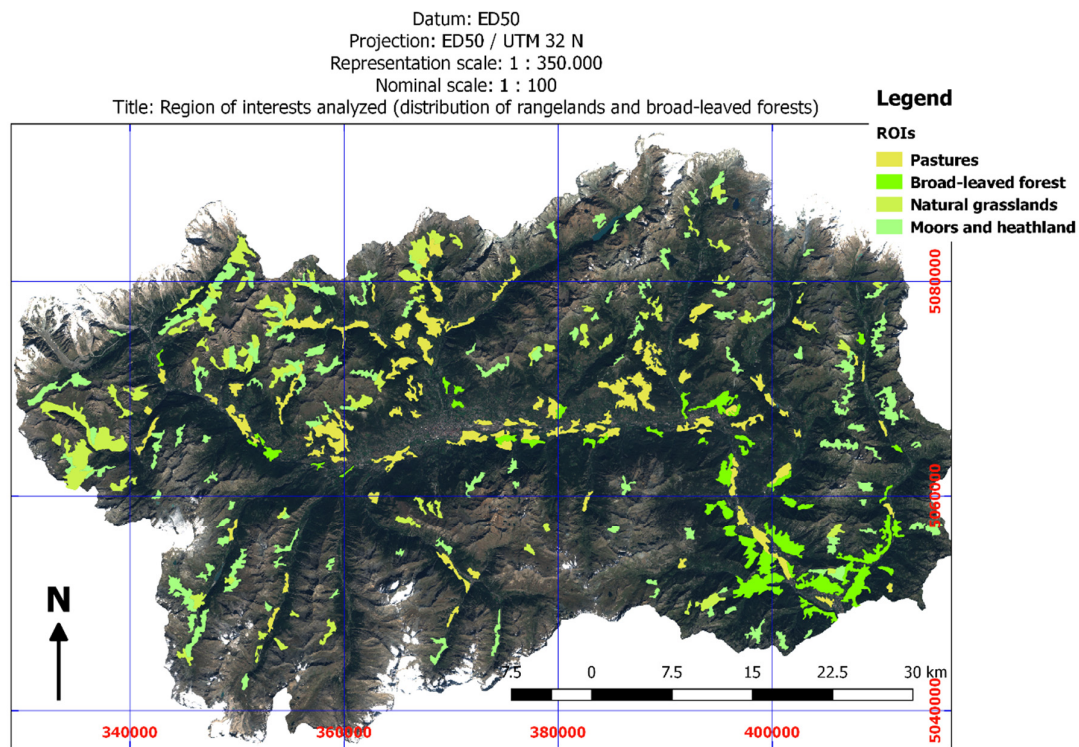 Datum: ED50
Projection: ED50 / UTM 32 N
Representation scale: 1 : 350.000
Nominal scale: 1 : 100
Title: Region of interests analyzed (distribution of rangelands and broad-leaved forests)
Legend
ROIs
Pastures
Broad-leaved forest
Natural grasslands
Moors and heathland
5080000
5060000
5040000
N
7.5 0 7.5 15 22.5 30 km
340000 360000 380000 400000